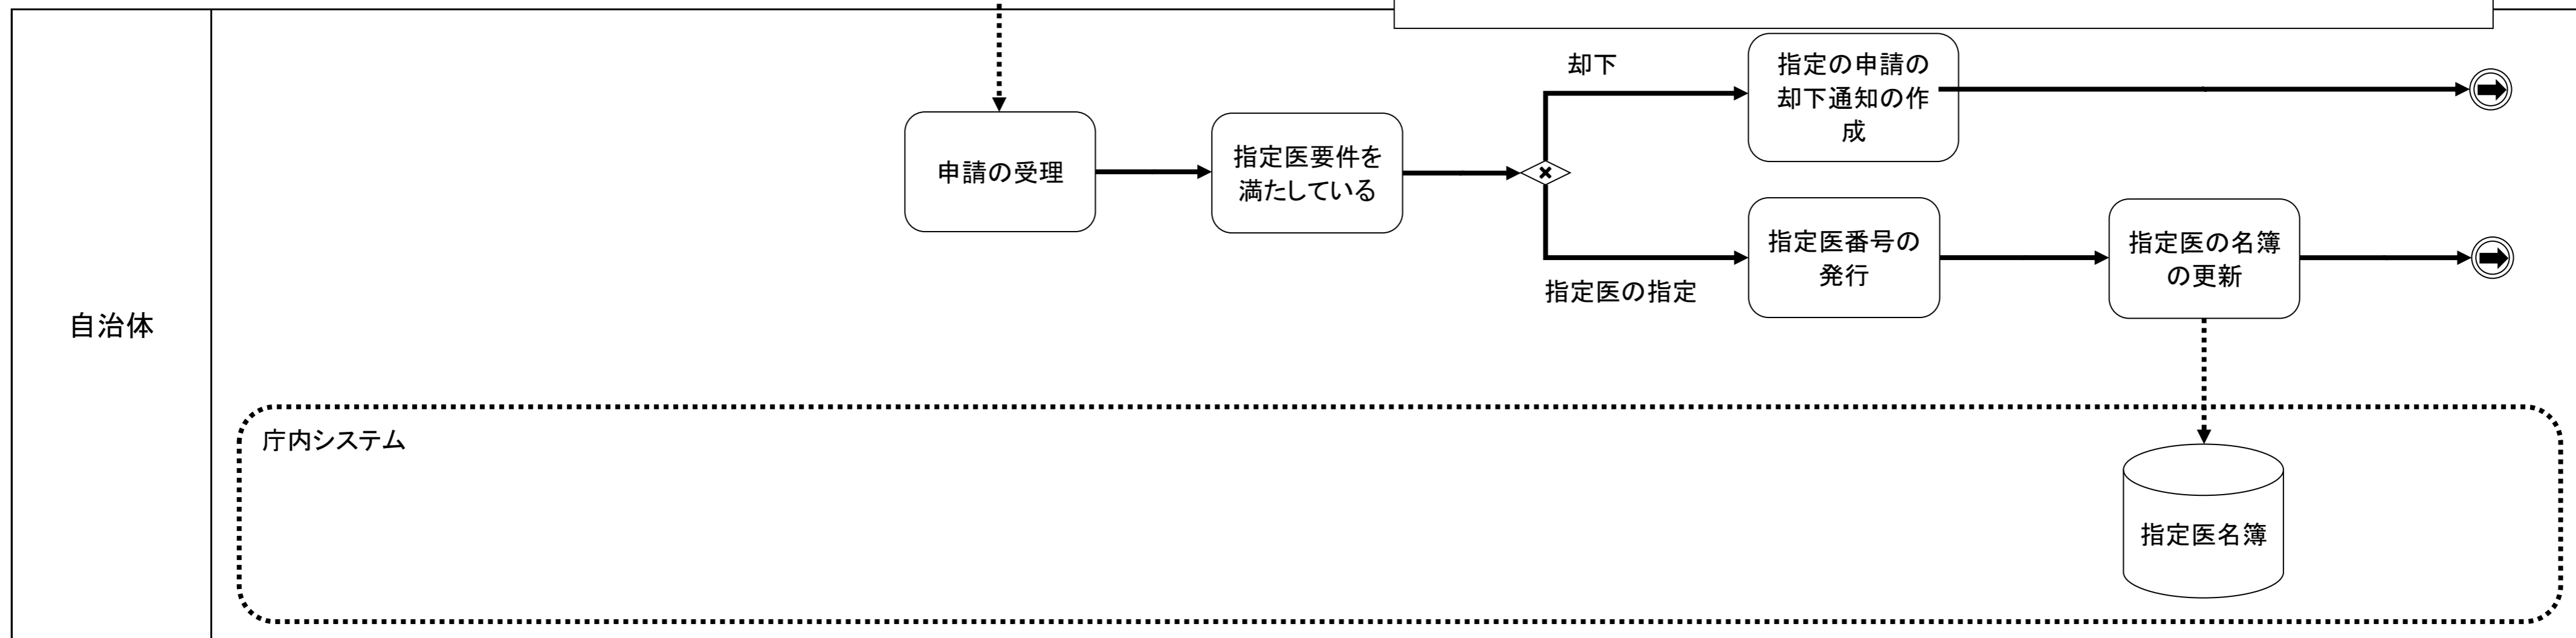 自治体
申請の受理
指定医要件を
満たしている
却下
指定医の指定
指定の申請の
却下通知の作
成
指定医番号の
発行
指定医の名簿
の更新
庁内システム
指定医名簿